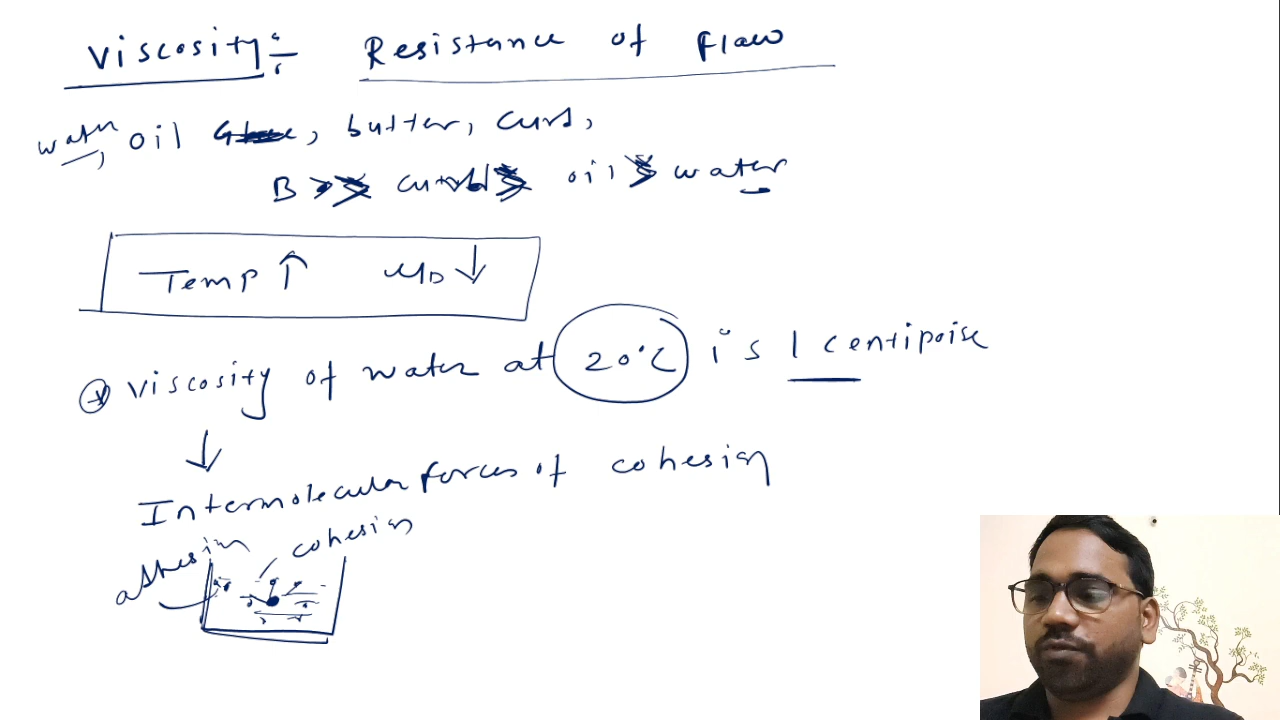 Viscosity:- Resistance of flow
water, oil, butter, curd,
B > curd > oil > water
Temp ↑ μD ↓
→ Viscosity of water at 20°C is 1 centipoise
↓
Intermolecular forces of cohesion
adhesion cohesion